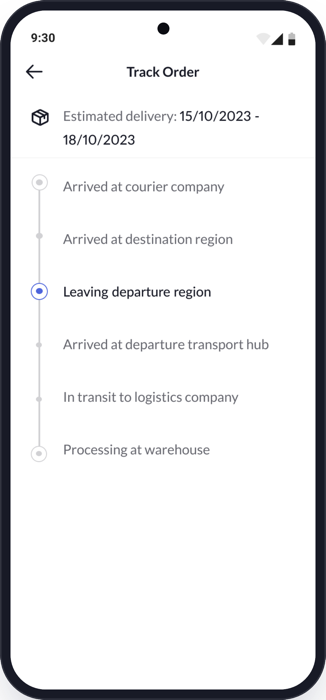 9:30
Track Order
Estimated delivery: 15/10/2023 -
18/10/2023
Arrived at courier company
Arrived at destination region
Leaving departure region
Arrived at departure transport hub
In transit to logistics company
Processing at warehouse